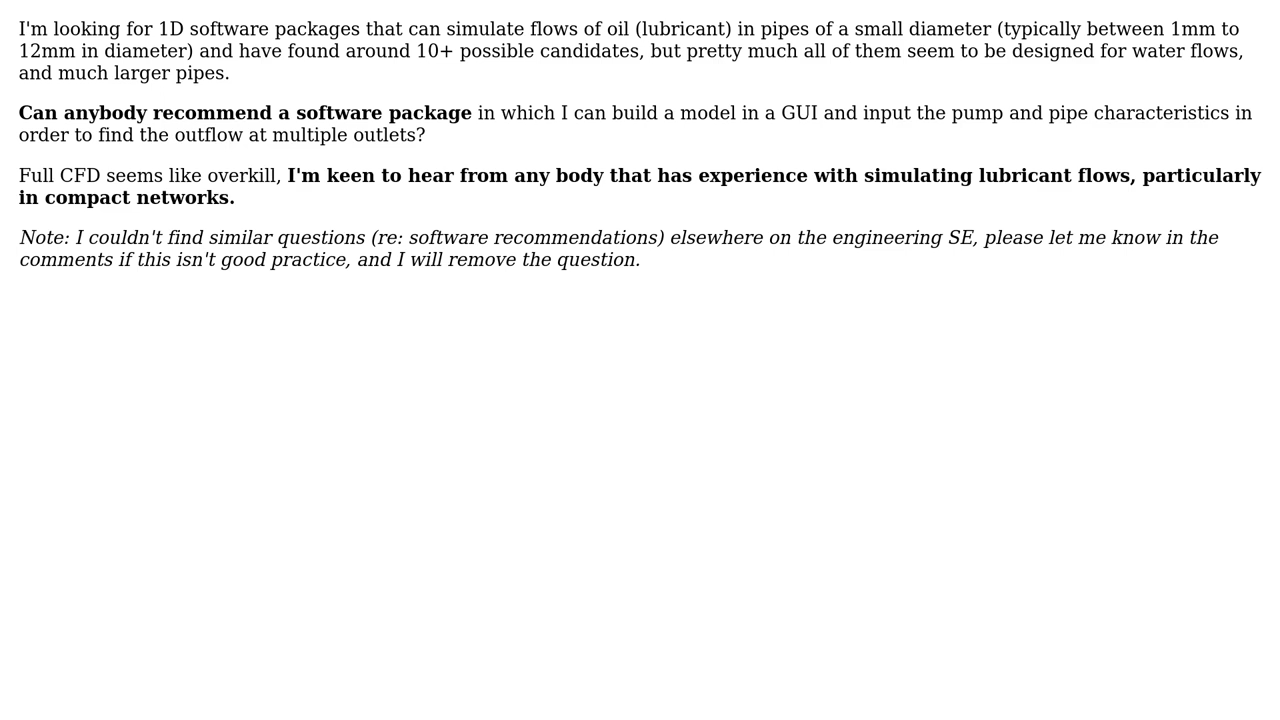 I'm looking for 1D software packages that can simulate flows of oil (lubricant) in pipes of a small diameter (typically between 1mm to
12mm in diameter) and have found around 10+ possible candidates, but pretty much all of them seem to be designed for water flows,
and much larger pipes.
Can anybody recommend a software package in which I can build a model in a GUI and input the pump and pipe characteristics in
order to find the outflow at multiple outlets?
Full CFD seems like overkill, I'm keen to hear from any body that has experience with simulating lubricant flows, particularly
in compact networks.
Note: I couldn't find similar questions (re: software recommendations) elsewhere on the engineering SE, please let me know in the
comments if this isn't good practice, and I will remove the question.